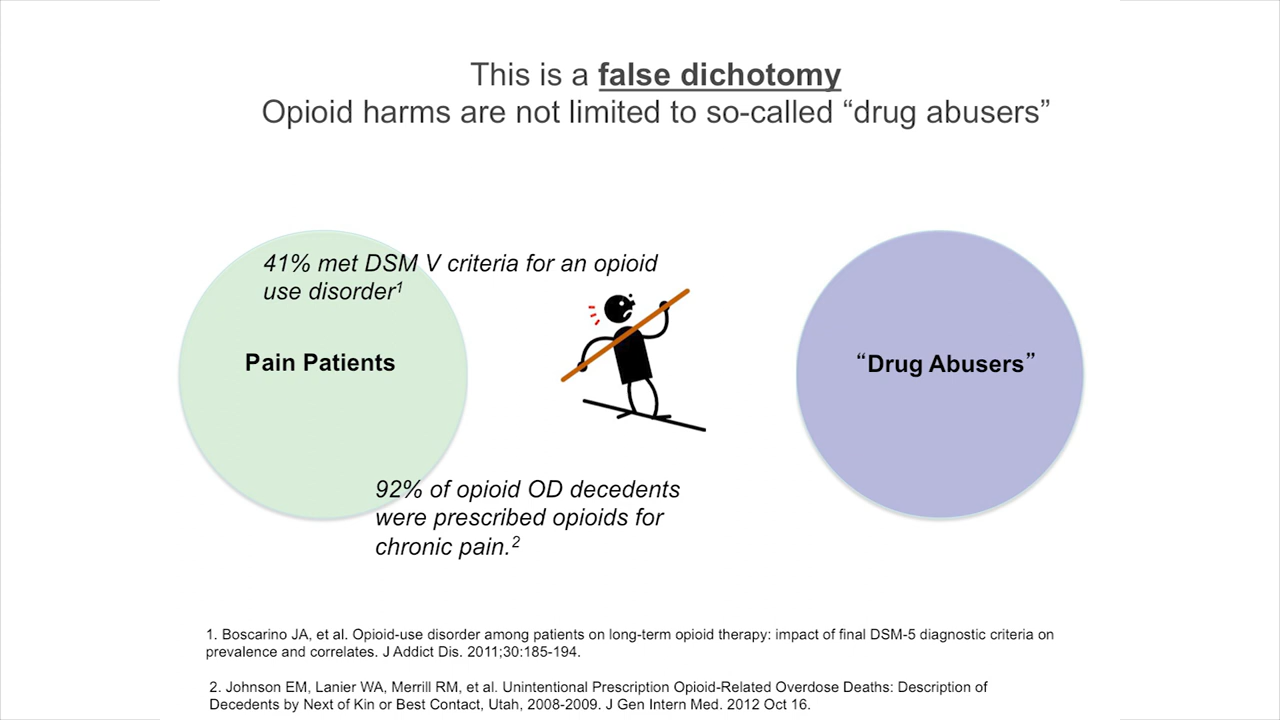 This is a false dichotomy
Opioid harms are not limited to so-called “drug abusers”
41% met DSM V criteria for an opioid
use disorder1
Pain Patients
“Drug Abusers”
92% of opioid OD decedents
were prescribed opioids for
chronic pain.2
1. Boscarino JA, et al. Opioid-use disorder among patients on long-term opioid therapy: impact of final DSM-5 diagnostic criteria on
prevalence and correlates. J Addict Dis. 2011;30:185-194.
2. Johnson EM, Lanier WA, Merrill RM, et al. Unintentional Prescription Opioid-Related Overdose Deaths: Description of
Decedents by Next of Kin or Best Contact, Utah, 2008-2009. J Gen Intern Med. 2012 Oct 16.